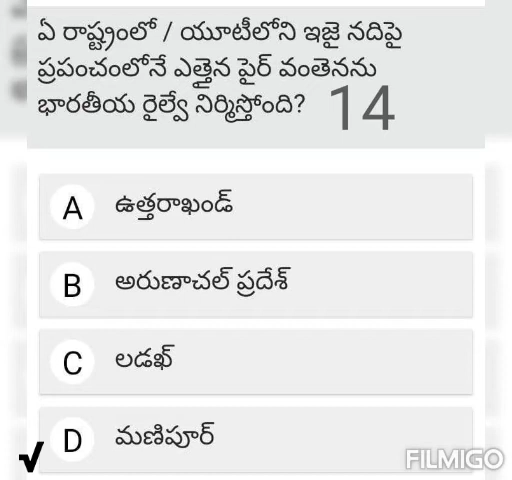 ఏ రాష్ట్రంలో / యూటీలోని ఇజై నదిపై
ప్రపంచంలోనే ఎత్తైన పైర్ వంతెనను
భారతీయ రైల్వే నిర్మిస్తోంది? 14
A ఉత్తరాఖండ్
B అరుణాచల్ ప్రదేశ్
C లడఖ్
√ D మణిపూర్
FILMIGO